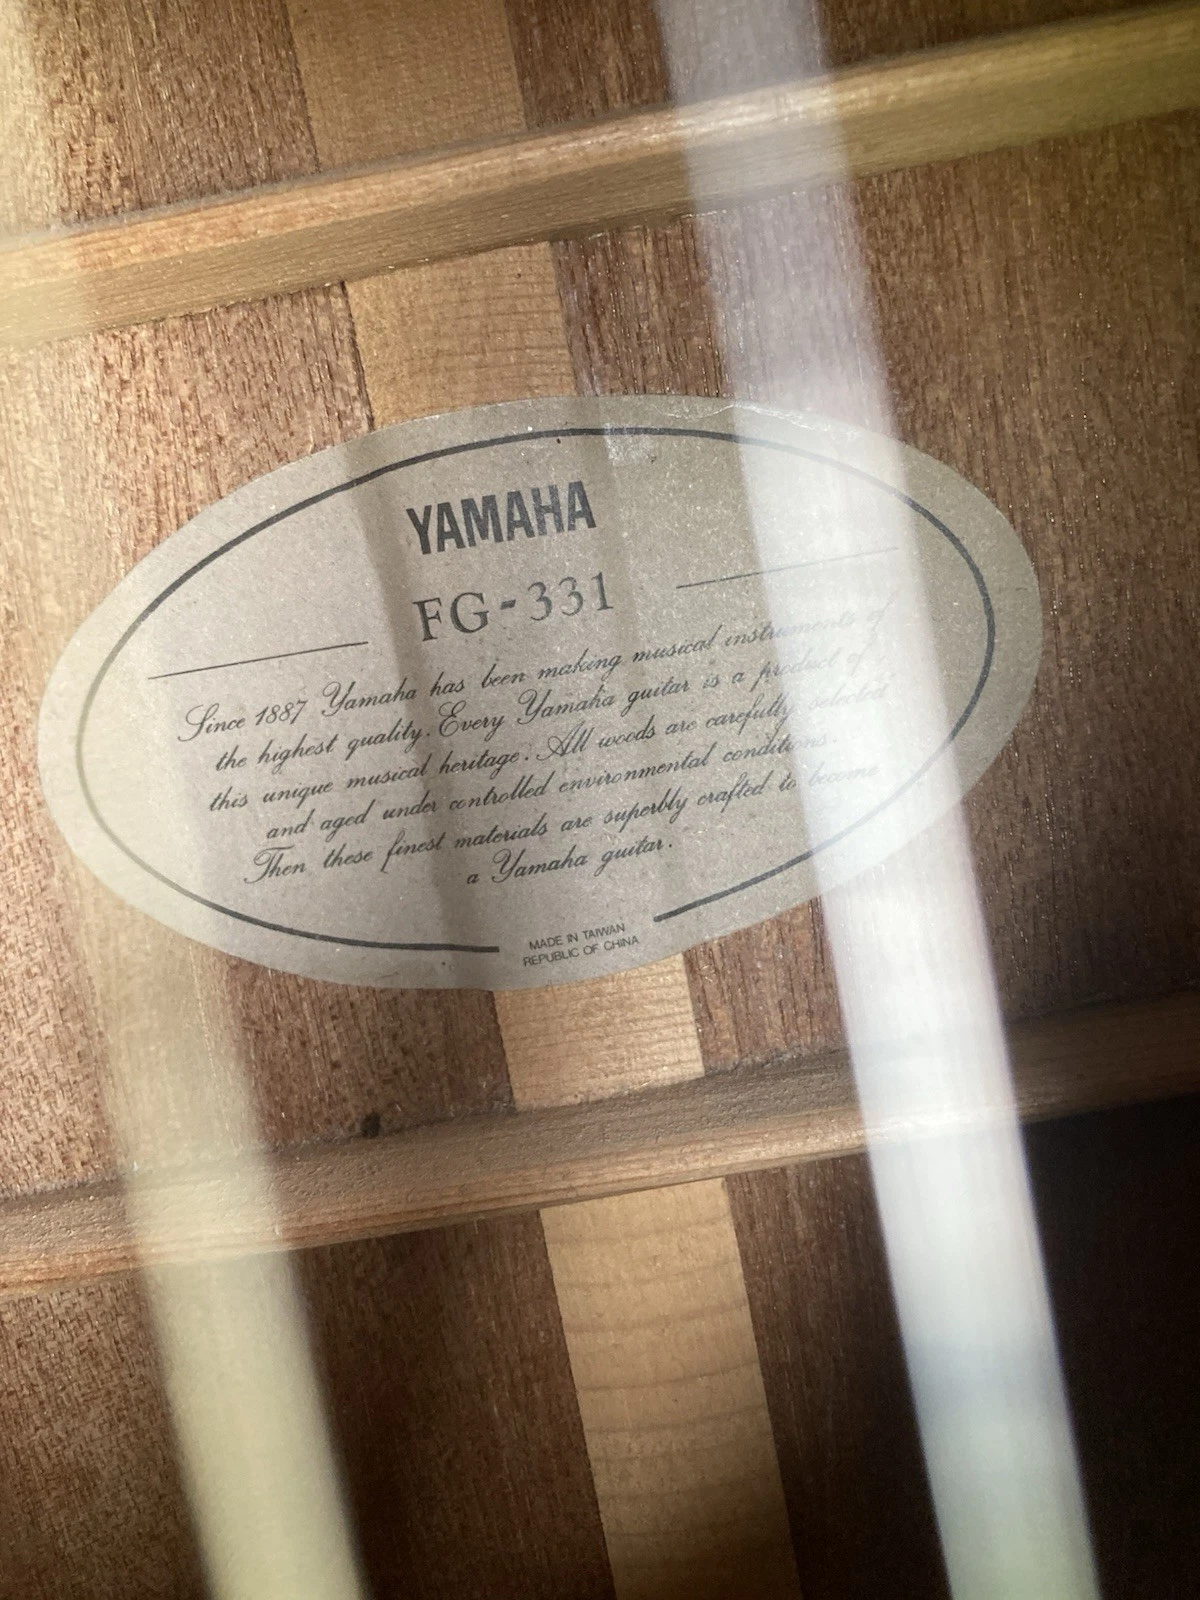 YAMAHA
FG-331
Since 1887 Yamaha has been making musical instruments of
the highest quality. Every Yamaha guitar is a product of
this unique musical heritage. All woods are carefully selected
and aged under controlled environmental conditions.
Then these finest materials are superbly crafted to become
a Yamaha guitar.
MADE IN TAIWAN
REPUBLIC OF CHINA